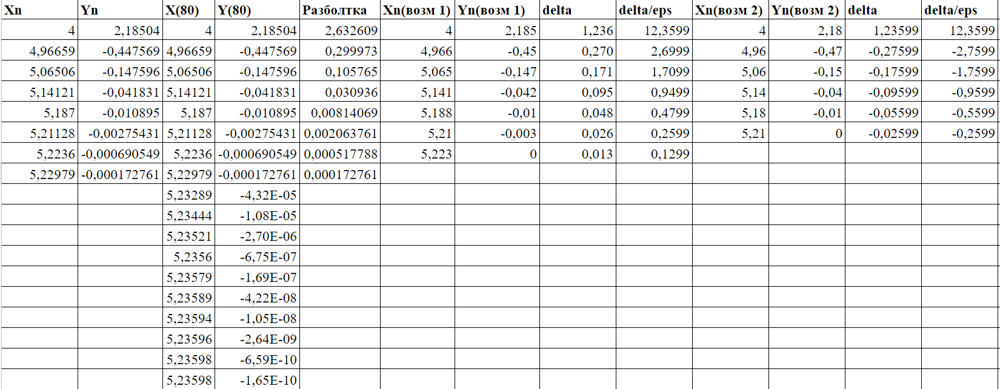 Xn Yn X(80) Y(80) Разболтка Xn(возм 1) Yn(возм 1) delta delta/eps Xn(возм 2) Yn(возм 2) delta delta/eps
4 2,18504 4 2,18504 2,632609 4 2,185 1,236 12,3599 4 2,18 1,23599 12,3599
4,96659 -0,447569 4,96659 -0,447569 0,299973 4,966 -0,45 0,270 2,6999 4,96 -0,47 -0,27599 -2,7599
5,06506 -0,147596 5,06506 -0,147596 0,105765 5,065 -0,147 0,171 1,7099 5,06 -0,15 -0,17599 -1,7599
5,14121 -0,041831 5,14121 -0,041831 0,030936 5,141 -0,042 0,095 0,9499 5,14 -0,04 -0,09599 -0,9599
5,187 -0,010895 5,187 -0,010895 0,00814069 5,188 -0,01 0,048 0,4799 5,18 -0,01 -0,05599 -0,5599
5,21128 -0,00275431 5,21128 -0,00275431 0,002063761 5,21 -0,003 0,026 0,2599 5,21 0 -0,02599 -0,2599
5,2236 -0,000690549 5,2236 -0,000690549 0,000517788 5,223 0 0,013 0,1299
5,22979 -0,000172761 5,22979 -0,000172761 0,000172761
5,23289 -4,32E-05
5,23444 -1,08E-05
5,23521 -2,70E-06
5,2356 -6,75E-07
5,23579 -1,69E-07
5,23589 -4,22E-08
5,23594 -1,05E-08
5,23596 -2,64E-09
5,23598 -6,59E-10
5,23598 -1,65E-10